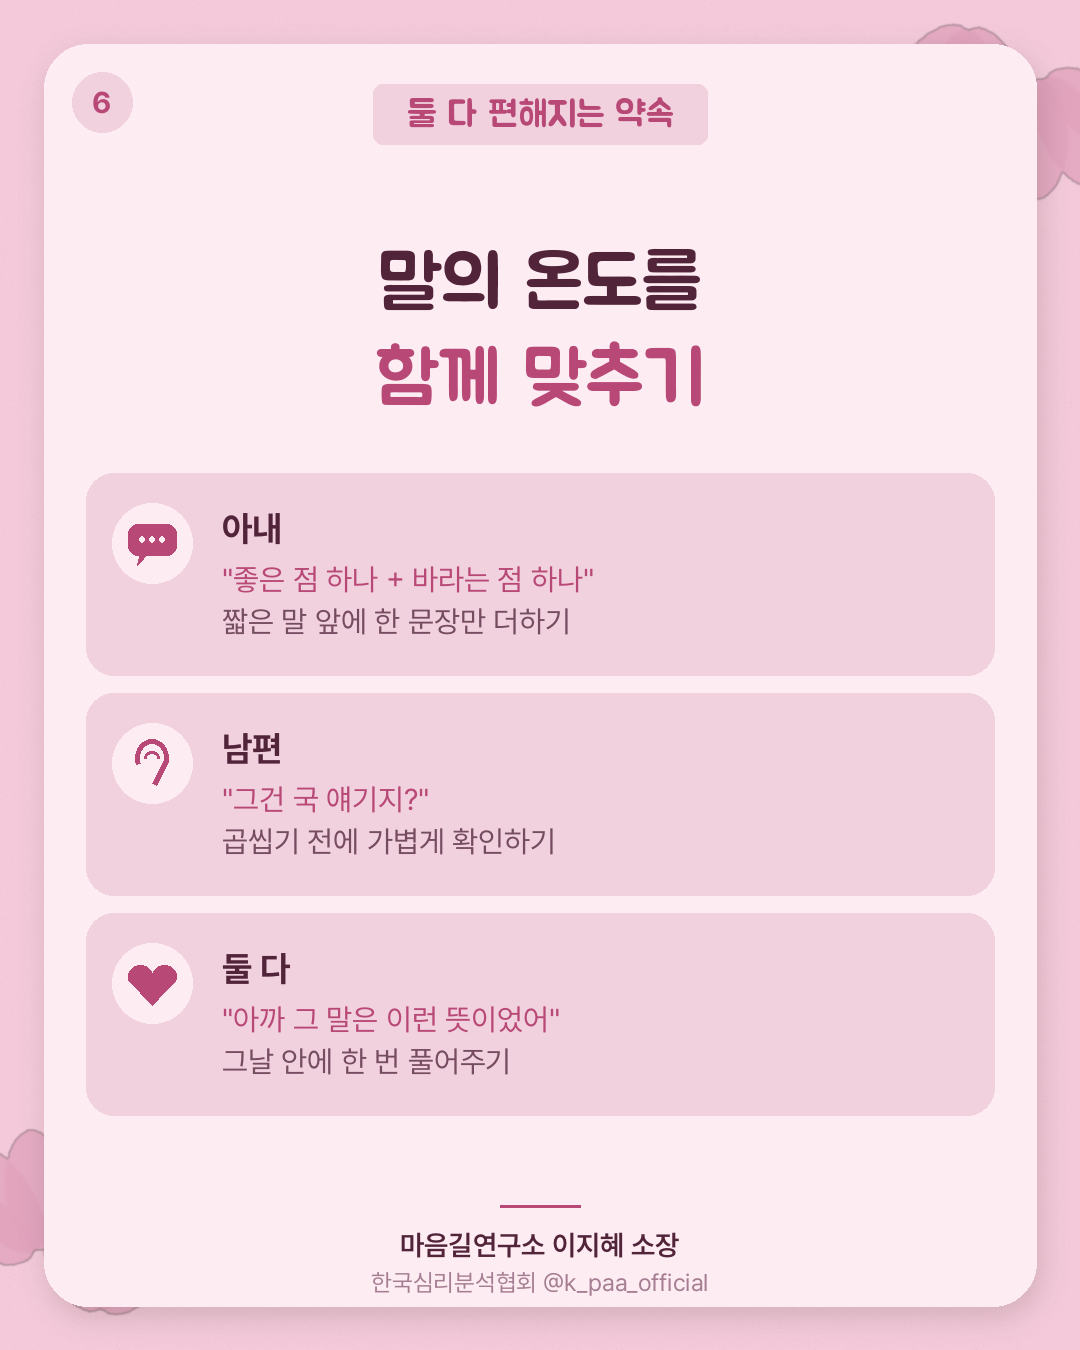 6
둘 다 편해지는 약속
말의 온도를
함께 맞추기
아내
"좋은 점 하나 + 바라는 점 하나"
짧은 말 앞에 한 문장만 더하기
남편
"그건 국 얘기지?"
곱씹기 전에 가볍게 확인하기
둘 다
"아까 그 말은 이런 뜻이었어"
그날 안에 한 번 풀어주기
마음길연구소 이지혜 소장
한국심리분석협회 @k_paa_official